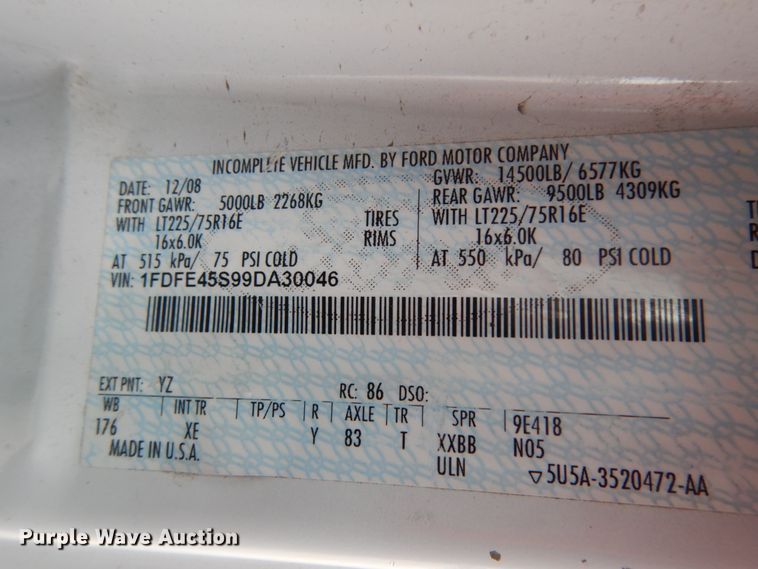 INCOMPLETE VEHICLE MFD. BY FORD MOTOR COMPANY
DATE: 12/08 GVWR: 14500LB/ 6577KG
FRONT GAWR: 5000LB 2268KG REAR GAWR: 9500LB 4309KG
WITH LT225/75R16E TIRES WITH LT225/75R16E
16x6.0K RIMS 16x6.0K
AT 515 kPa/ 75 PSI COLD AT 550 kPa/ 80 PSI COLD
VIN: 1FDFE45S99DA30046
EXT PNT: YZ RC: 86 DSO:
WB INT TR TP/PS R AXLE TR SPR 9E418
176 XE Y 83 T XXBB N05
MADE IN U.S.A. ULN ▽5U5A-3520472-AA
Purple Wave Auction